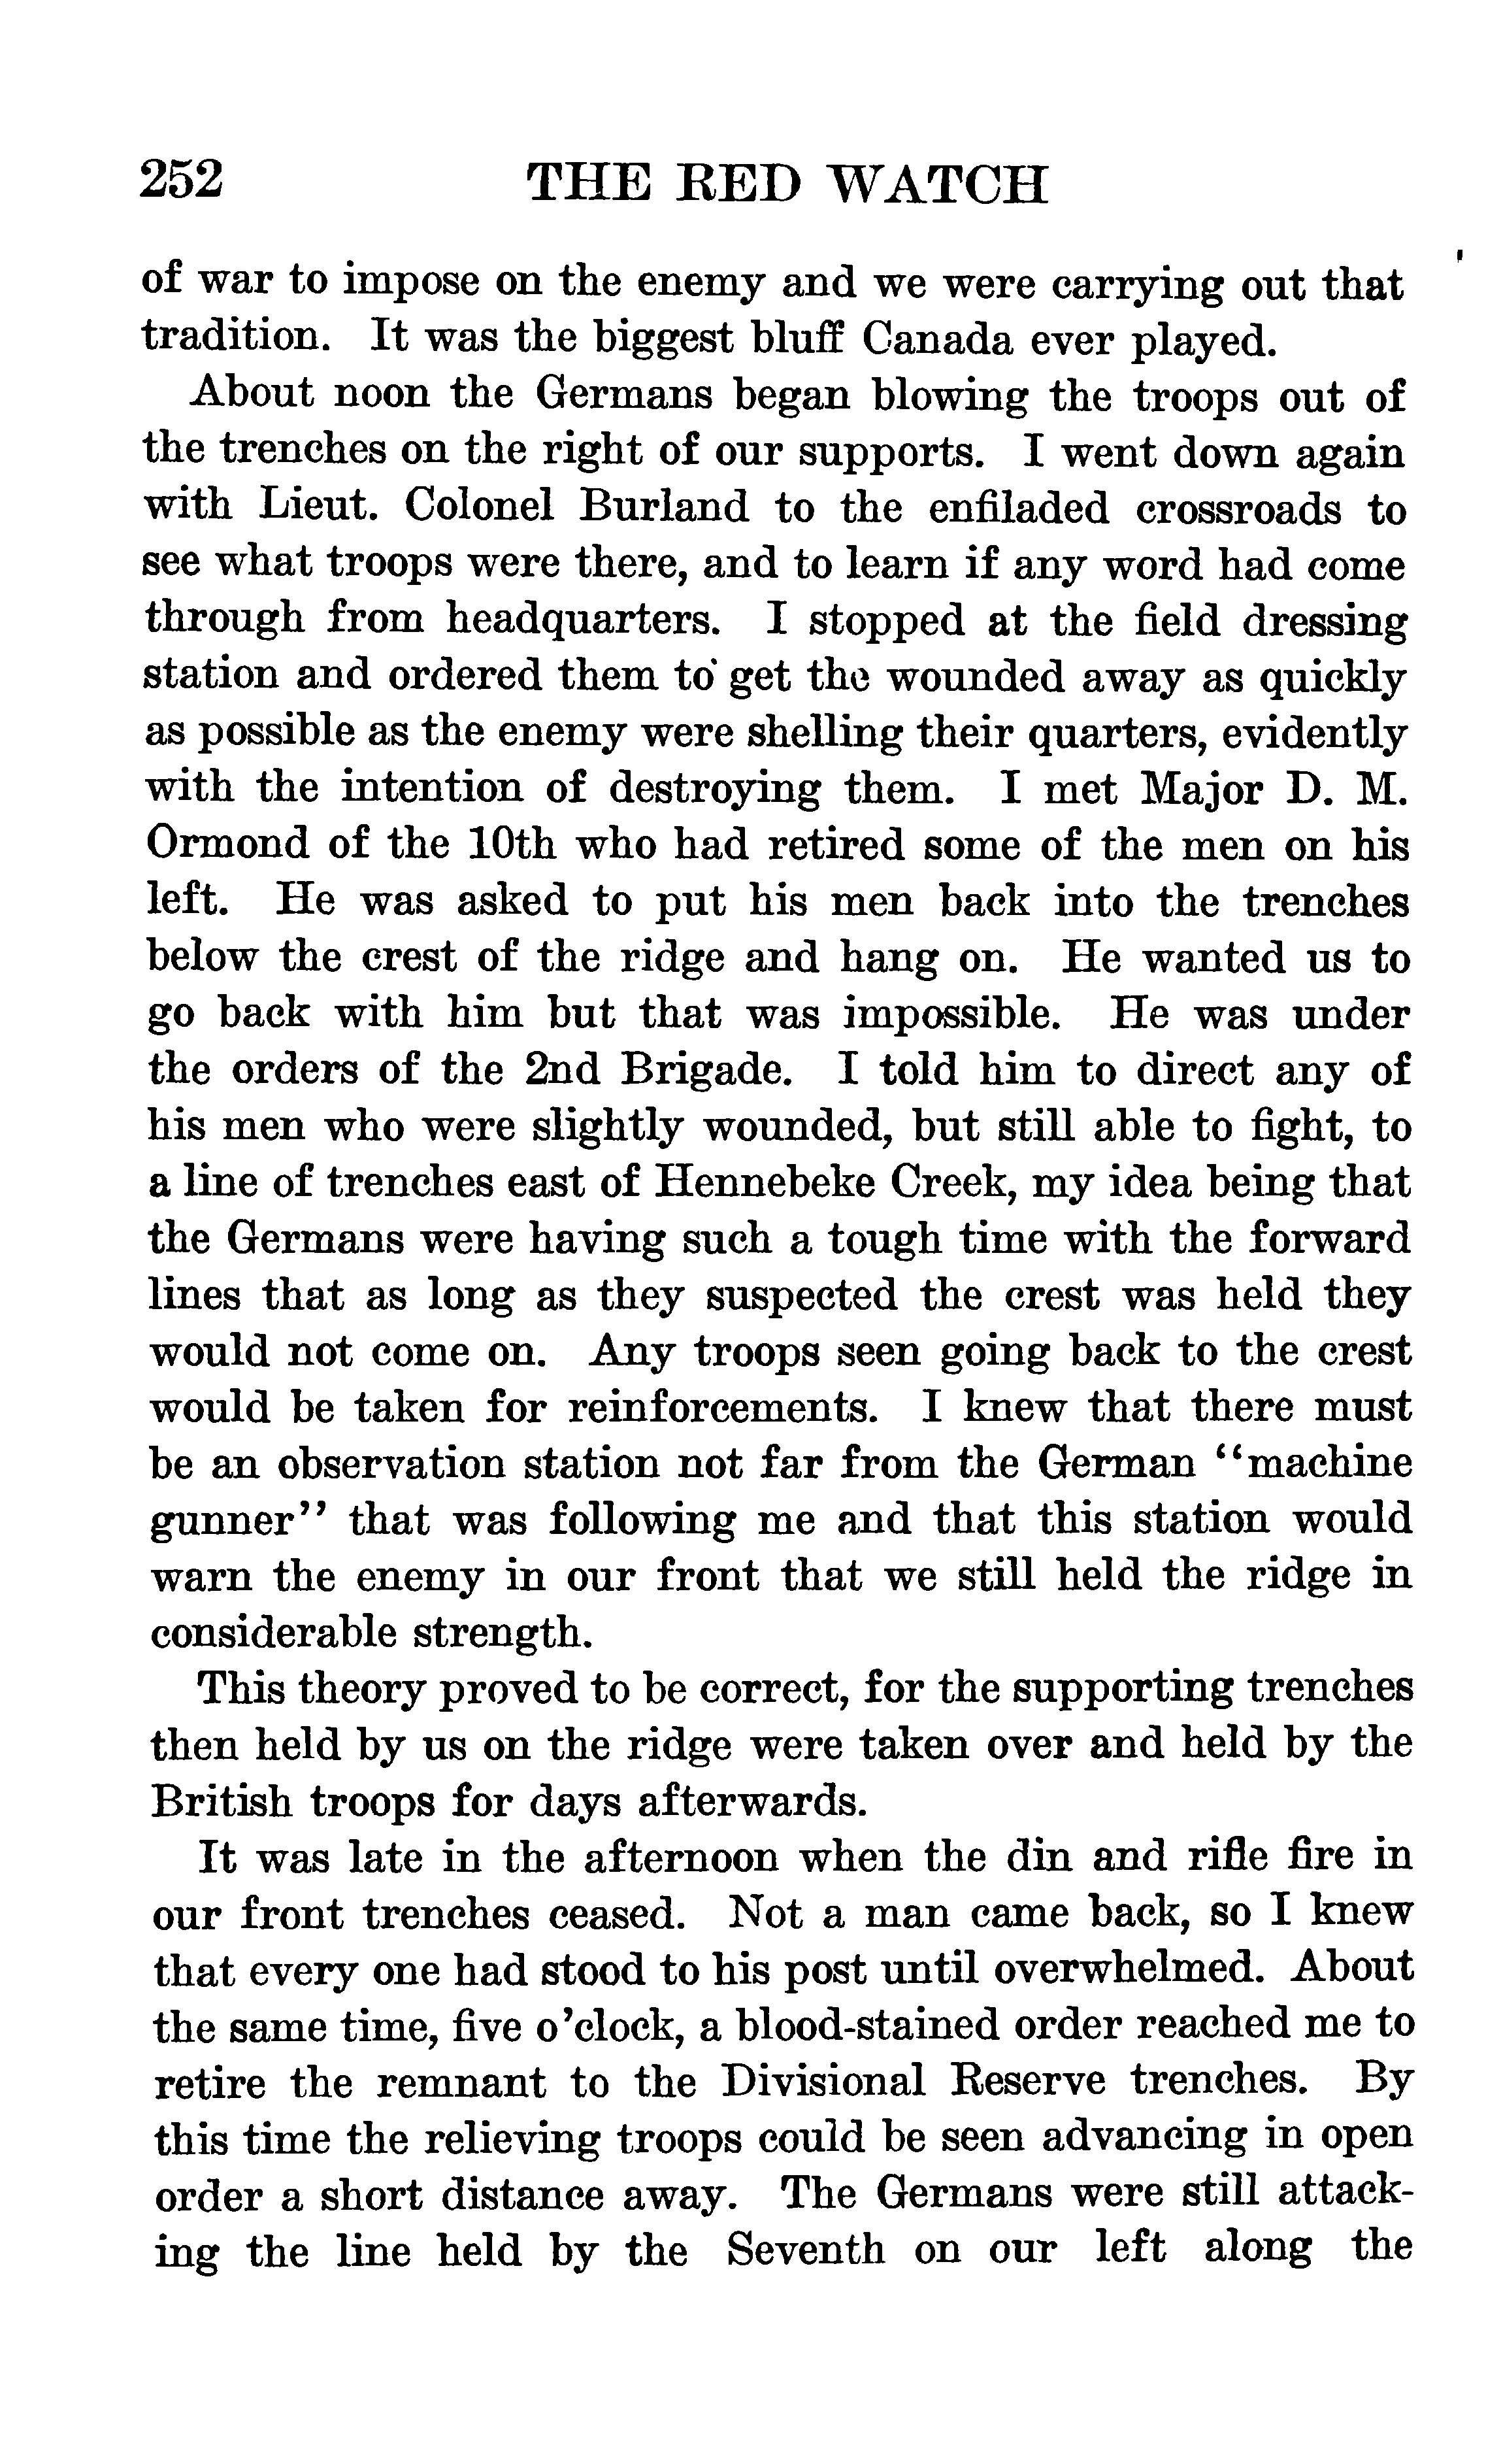 252 THE RED WATCH
of war to impose on the enemy and we were carrying out that
tradition. It was the biggest bluff Canada ever played.
About noon the Germans began blowing the troops out of
the trenches on the right of our supports. I went down again
with Lieut. Colonel Burland to the enfiladed crossroads to
see what troops were there, and to learn if any word had come
through from headquarters. I stopped at the field dressing
station and ordered them to get the wounded away as quickly
as possible as the enemy were shelling their quarters, evidently
with the intention of destroying them. I met Major D. M.
Ormond of the 10th who had retired some of the men on his
left. He was asked to put his men back into the trenches
below the crest of the ridge and hang on. He wanted us to
go back with him but that was impossible. He was under
the orders of the 2nd Brigade. I told him to direct any of
his men who were slightly wounded, but still able to fight, to
a line of trenches east of Hennebeke Creek, my idea being that
the Germans were having such a tough time with the forward
lines that as long as they suspected the crest was held they
would not come on. Any troops seen going back to the crest
would be taken for reinforcements. I knew that there must
be an observation station not far from the German “machine
gunner” that was following me and that this station would
warn the enemy in our front that we still held the ridge in
considerable strength.
This theory proved to be correct, for the supporting trenches
then held by us on the ridge were taken over and held by the
British troops for days afterwards.
It was late in the afternoon when the din and rifle fire in
our front trenches ceased. Not a man came back, so I knew
that every one had stood to his post until overwhelmed. About
the same time, five o’clock, a blood-stained order reached me to
retire the remnant to the Divisional Reserve trenches. By
this time the relieving troops could be seen advancing in open
order a short distance away. The Germans were still attack-
ing the line held by the Seventh on our left along the